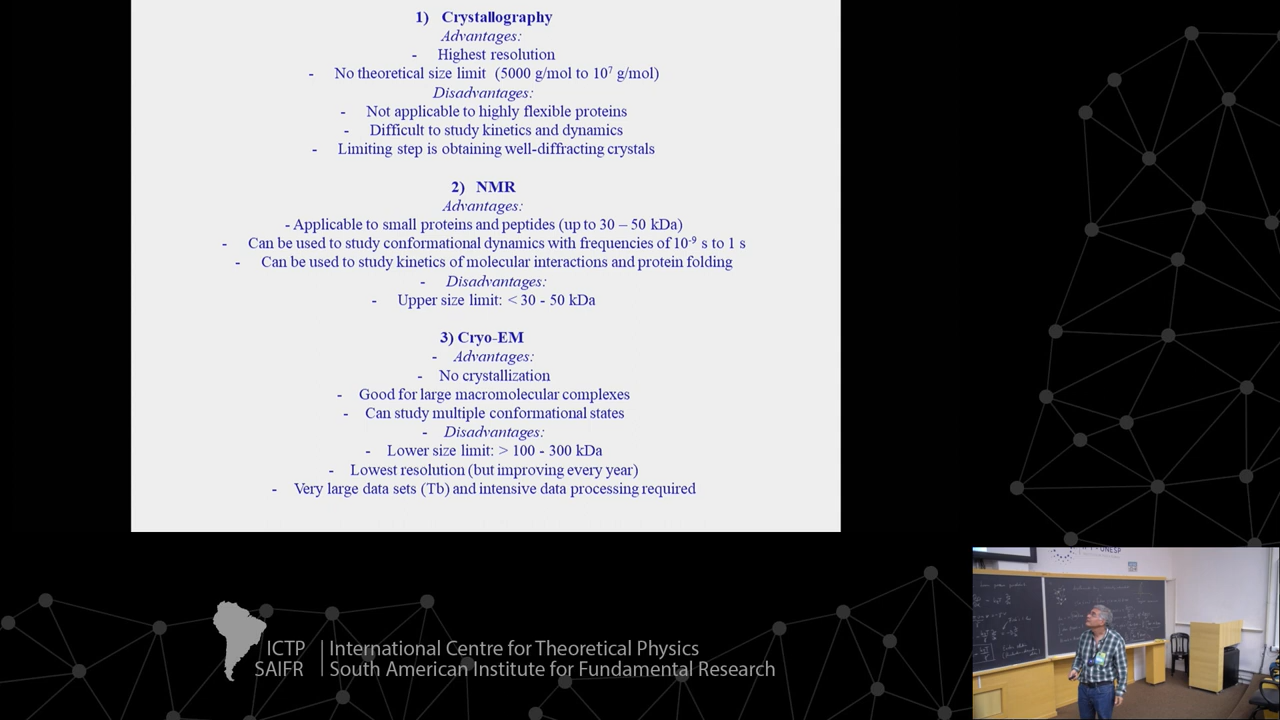 1) Crystallography
Advantages:
- Highest resolution
- No theoretical size limit (5000 g/mol to 10⁷ g/mol)
Disadvantages:
- Not applicable to highly flexible proteins
- Difficult to study kinetics and dynamics
- Limiting step is obtaining well-diffracting crystals
2) NMR
Advantages:
- Applicable to small proteins and peptides (up to 30 – 50 kDa)
- Can be used to study conformational dynamics with frequencies of 10⁻⁹ s to 1 s
- Can be used to study kinetics of molecular interactions and protein folding
- Disadvantages:
- Upper size limit: < 30 - 50 kDa
3) Cryo-EM
- Advantages:
- No crystallization
- Good for large macromolecular complexes
- Can study multiple conformational states
- Disadvantages:
- Lower size limit: > 100 - 300 kDa
- Lowest resolution (but improving every year)
- Very large data sets (Tb) and intensive data processing required
ICTP | International Centre for Theoretical Physics
SAIFR | South American Institute for Fundamental Research